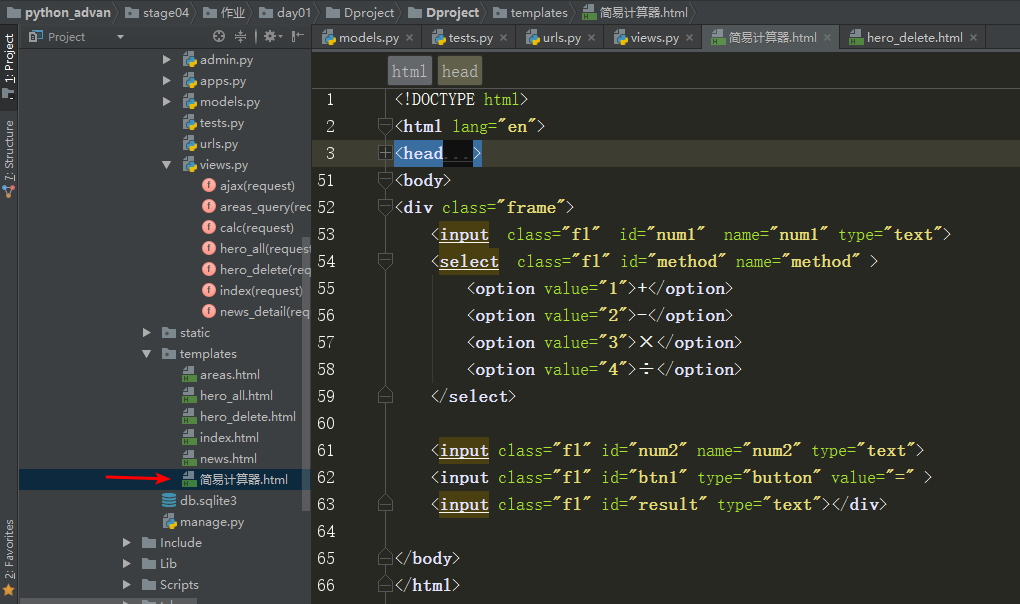 python_advan stage04 作业 day01 Dproject Dproject templates 简易计算器.html
Project
models.py tests.py urls.py views.py 简易计算器.html hero_delete.html
1: Project
7: Structure
2: Favorites
admin.py
apps.py
models.py
tests.py
urls.py
views.py
ajax(request)
areas_query(rec
calc(request)
hero_all(request
hero_delete(req
index(request)
news_detail(req
static
templates
areas.html
hero_all.html
hero_delete.html
index.html
news.html
简易计算器.html
db.sqlite3
manage.py
Include
Lib
Scripts
html head
1 <!DOCTYPE html>
2 <html lang="en">
3 <head...>
51 <body>
52 <div class="frame">
53 <input class="f1" id="num1" name="num1" type="text">
54 <select class="f1" id="method" name="method" >
55 <option value="1">+</option>
56 <option value="2">-</option>
57 <option value="3">×</option>
58 <option value="4">÷</option>
59 </select>
60
61 <input class="f1" id="num2" name="num2" type="text">
62 <input class="f1" id="btn1" type="button" value="=" >
63 <input class="f1" id="result" type="text"></div>
64
65 </body>
66 </html>